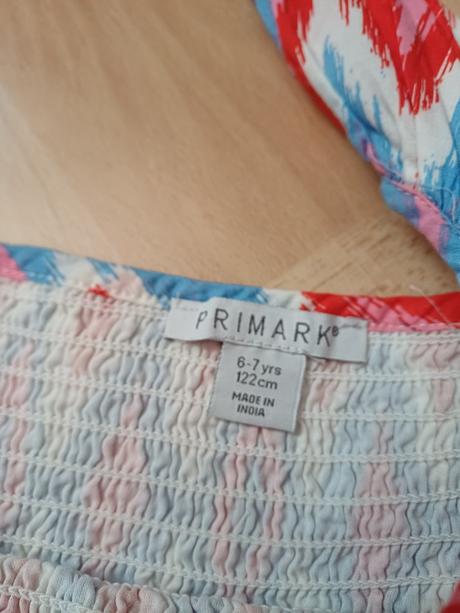 PRIMARK®
6-7 yrs
122cm
MADE IN
INDIA